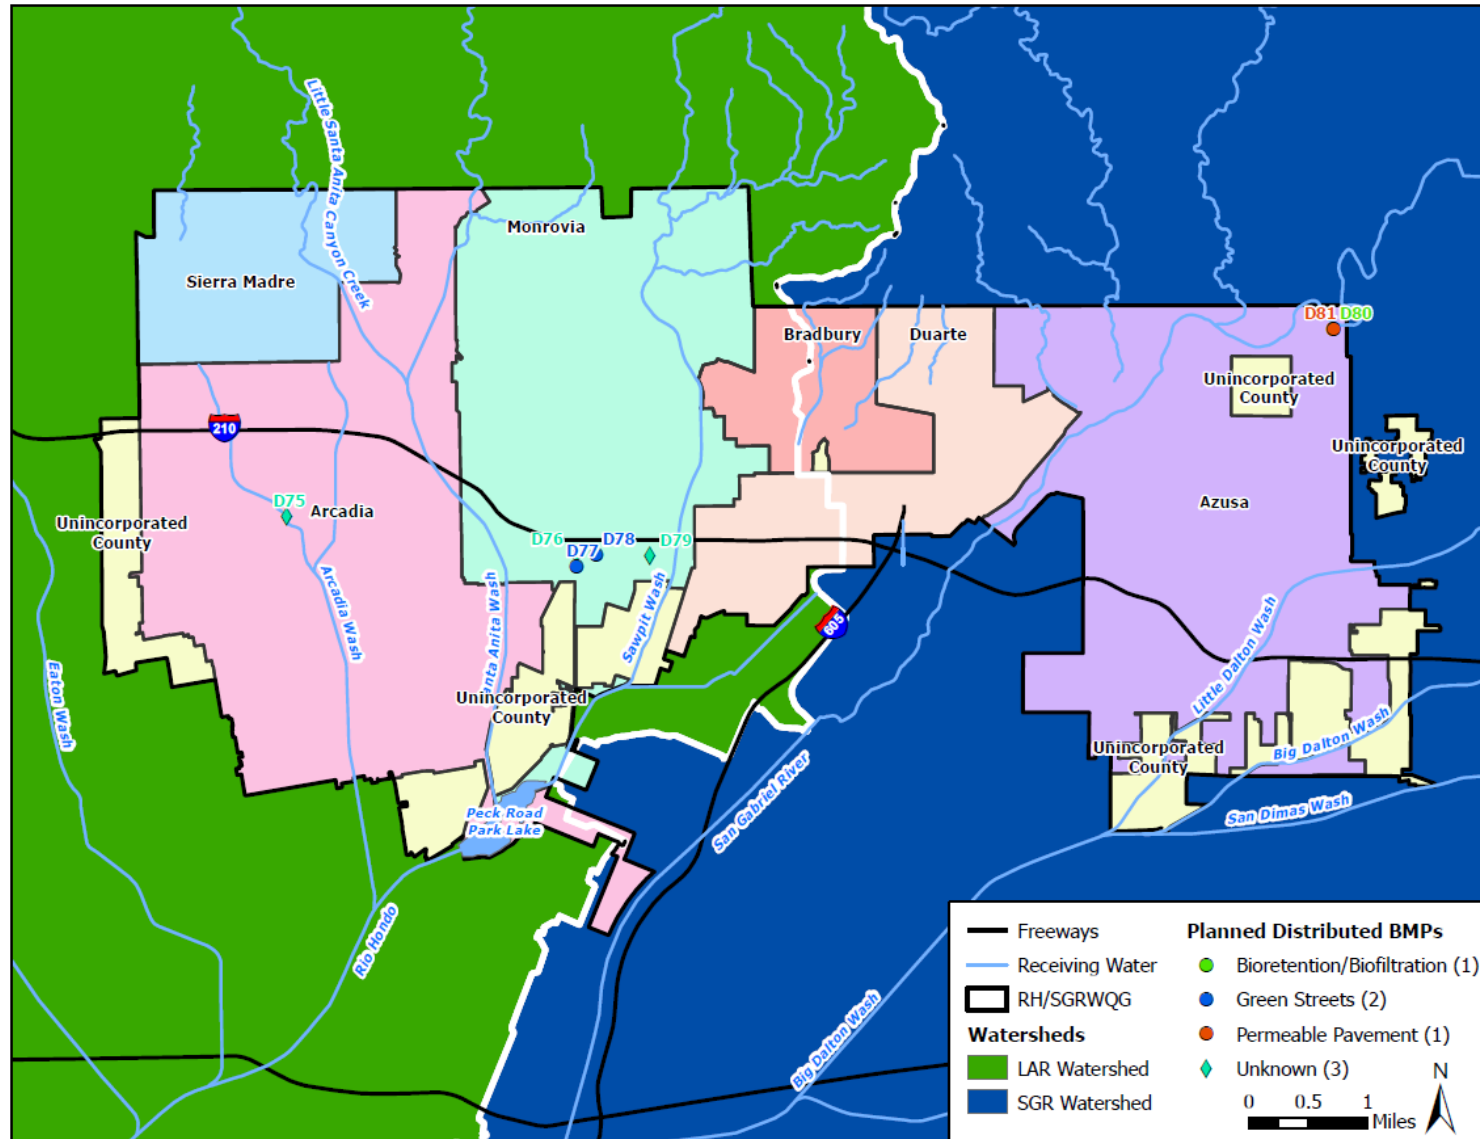 Little Santa Anita Canyon Creek
Monrovia
Sierra Madre
D81 D80
Bradbury
Duarte
Unincorporated
County
210
Unincorporated
County
D75
Arcadia
Azusa
Unincorporated
County
D76
D78
D79
D77
Arcadia Wash
anta Anita Wash
Sawpit Wash
605
Eaton Wash
Little Dalton Wash
Unincorporated
County
Big Dalton Wash
Unincorporated
County
San Gabriel River
Peck Road
Park Lake
San Dimas Wash
Rio Hondo
Big Dalton Wash
Freeways
Receiving Water
RH/SGRWQG
Watersheds
LAR Watershed
SGR Watershed
Planned Distributed BMPs
Bioretention/Biofiltration (1)
Green Streets (2)
Permeable Pavement (1)
Unknown (3)
N
0 0.5 1
Miles